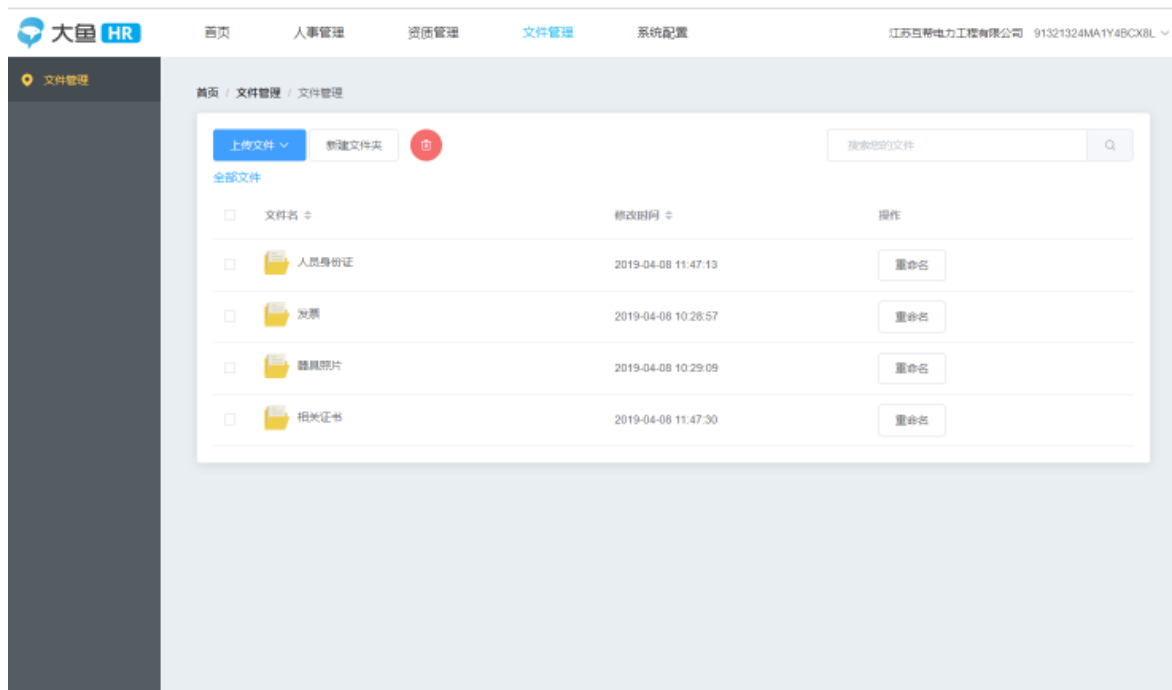 大鱼 HR 首页 人事管理 资质管理 文件管理 系统配置 江苏互帮电力工程有限公司 91321324MA1Y4BCX8L
文件管理
首页 / 文件管理 / 文件管理
上传文件 新建文件夹 搜索您的文件
全部文件
文件名 修改时间 操作
人员身份证 2019-04-08 11:47:13 重命名
发票 2019-04-08 10:28:57 重命名
器具照片 2019-04-08 10:29:09 重命名
相关证书 2019-04-08 11:47:30 重命名